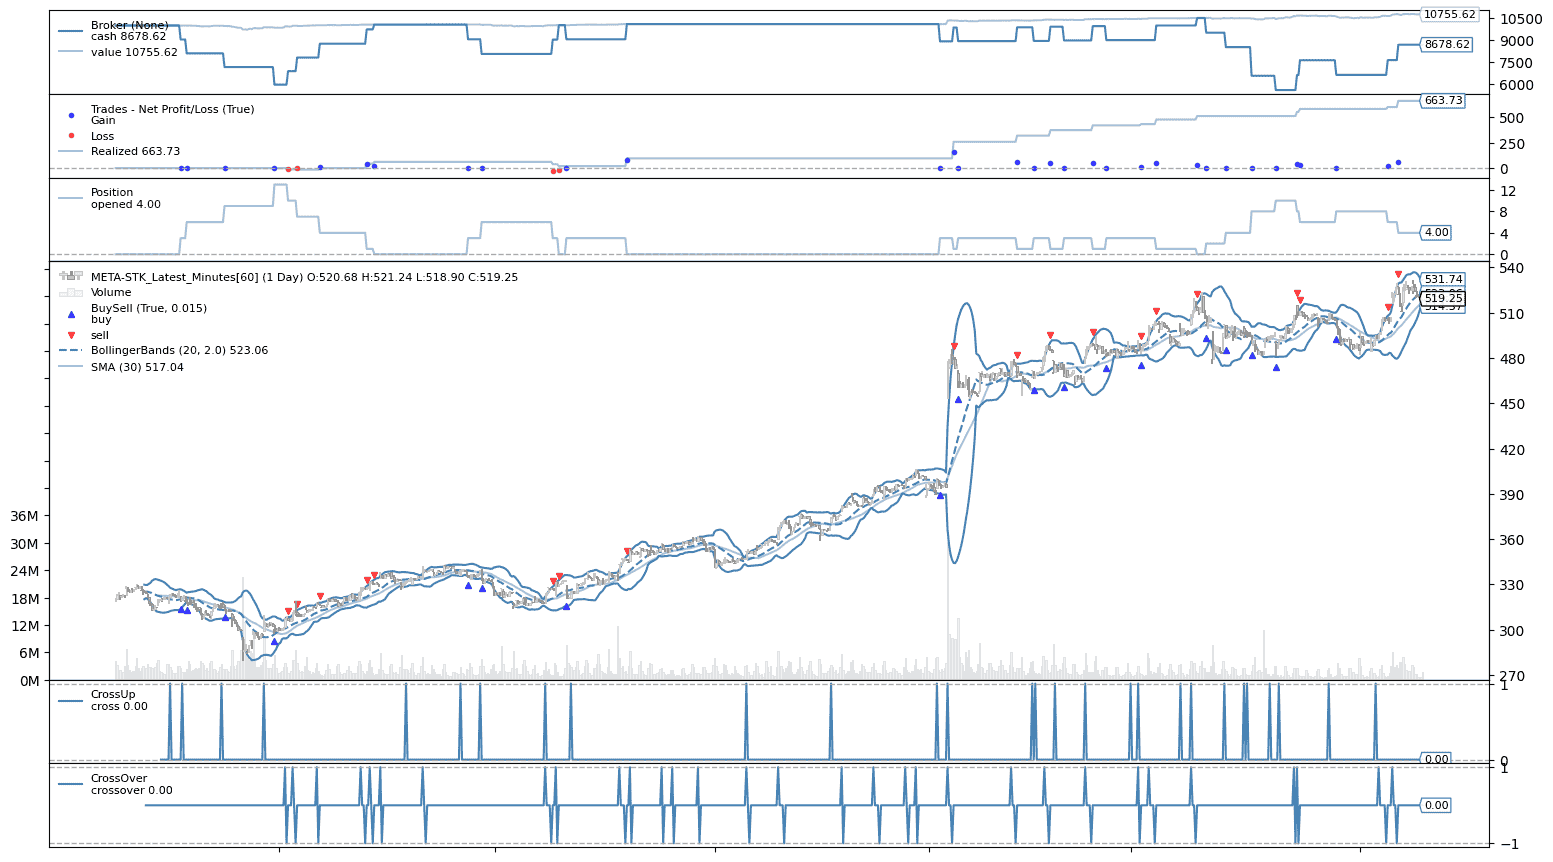 Broker (None)
cash 8678.62
value 10755.62
10755.62
10500
9000
8678.62
7500
6000
Trades - Net Profit/Loss (True)
Gain
Loss
Realized 663.73
663.73
500
250
0
Position
opened 4.00
12
8
4.00
4
0
META-STK_Latest_Minutes[60] (1 Day) O:520.68 H:521.24 L:518.90 C:519.25
Volume
BuySell (True, 0.015)
buy
sell
BollingerBands (20, 2.0) 523.06
SMA (30) 517.04
540
531.74
519.25
510
480
450
420
390
360
330
300
270
36M
30M
24M
18M
12M
6M
0M
CrossUp
cross 0.00
1
0.00
0
CrossOver
crossover 0.00
1
0.00
−1